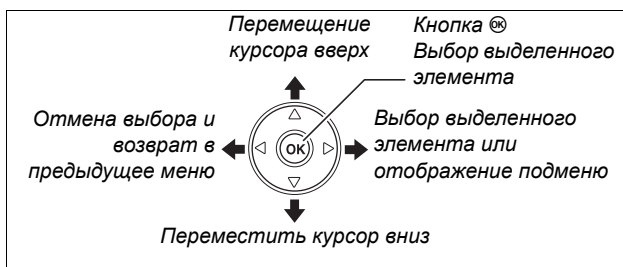 Перемещение
курсора вверх
Кнопка OK
Выбор выделенного
элемента
Отмена выбора и
возврат в
предыдущее меню
OK
Выбор выделенного
элемента или
отображение подменю
Переместить курсор вниз